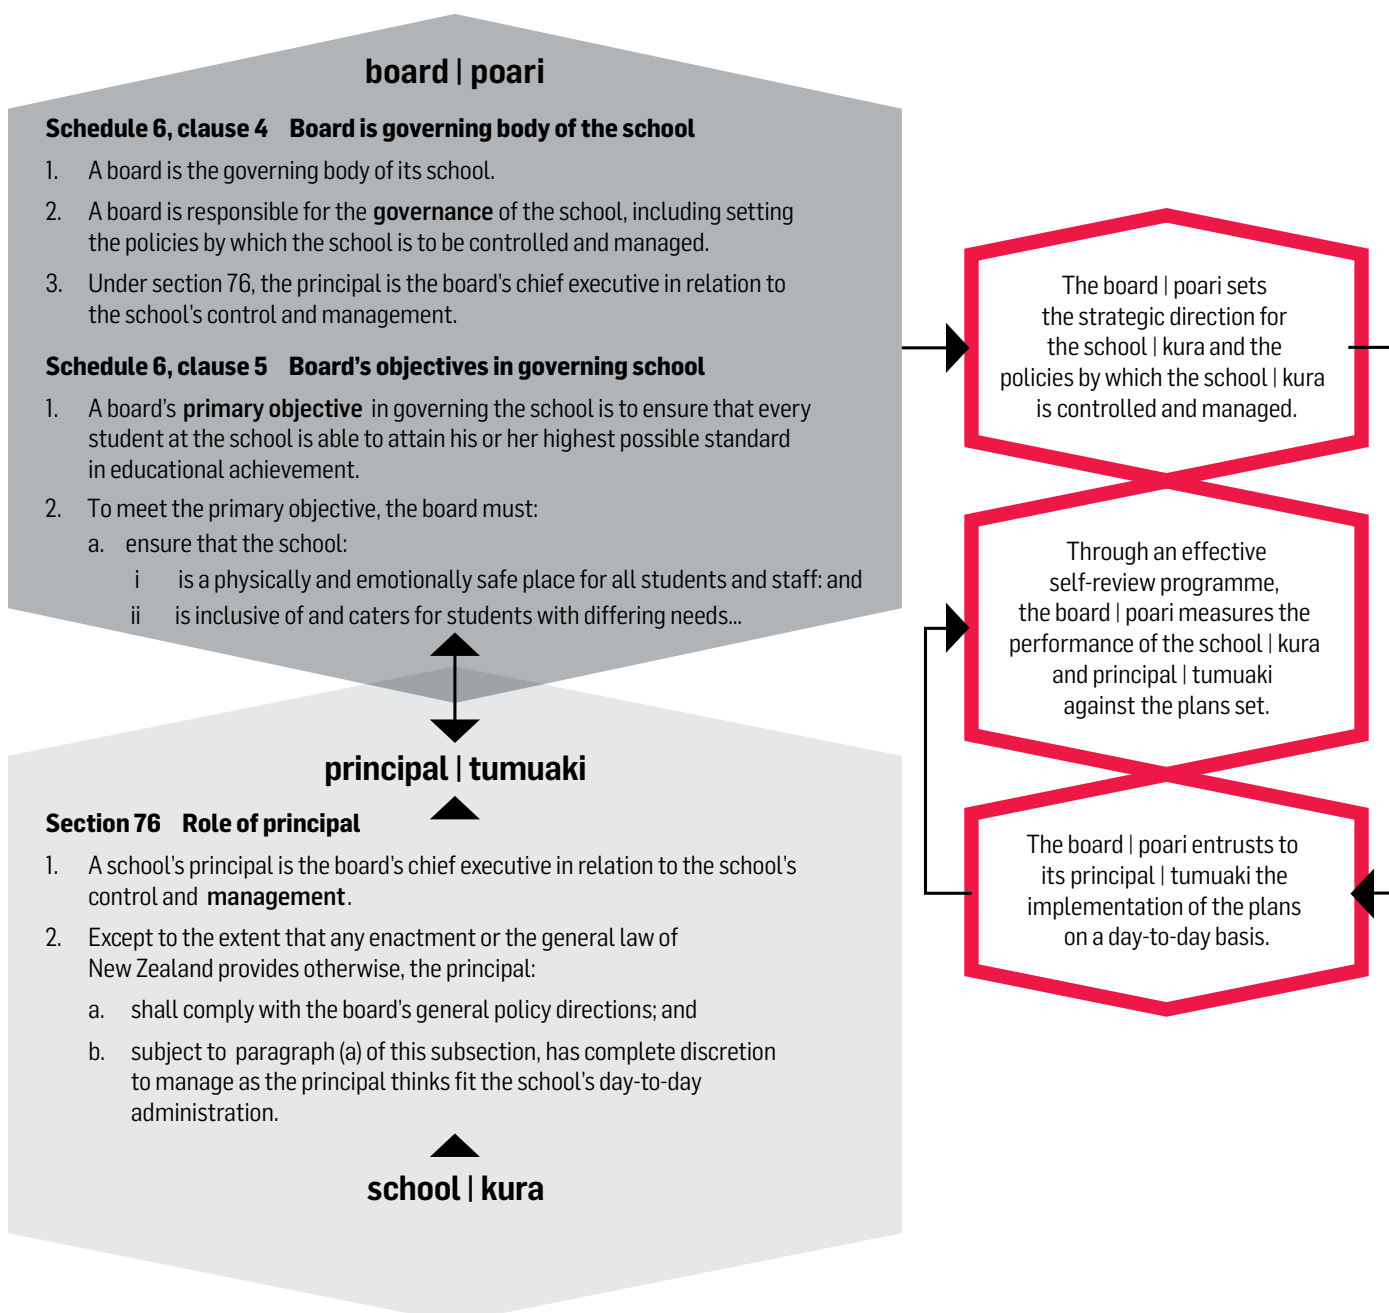 board | poari
Schedule 6, clause 4 Board is governing body of the school
1. A board is the governing body of its school.
2. A board is responsible for the governance of the school, including setting
the policies by which the school is to be controlled and managed.
3. Under section 76, the principal is the board's chief executive in relation to
the school's control and management.
Schedule 6, clause 5 Board's objectives in governing school
1. A board's primary objective in governing the school is to ensure that every
student at the school is able to attain his or her highest possible standard
in educational achievement.
2. To meet the primary objective, the board must:
a. ensure that the school:
i is a physically and emotionally safe place for all students and staff: and
ii is inclusive of and caters for students with differing needs...
principal | tumuaki
Section 76 Role of principal
1. A school's principal is the board's chief executive in relation to the school's
control and management.
2. Except to the extent that any enactment or the general law of
New Zealand provides otherwise, the principal:
a. shall comply with the board's general policy directions; and
b. subject to paragraph (a) of this subsection, has complete discretion
to manage as the principal thinks fit the school's day-to-day
administration.
school | kura
The board | poari sets
the strategic direction for
the school | kura and the
policies by which the school | kura
is controlled and managed.
Through an effective
self-review programme,
the board | poari measures the
performance of the school | kura
and principal | tumuaki
against the plans set.
The board | poari entrusts to
its principal | tumuaki the
implementation of the plans
on a day-to-day basis.